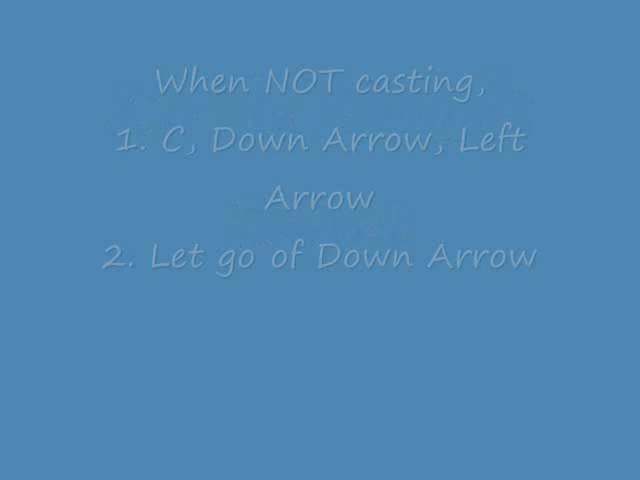 When NOT casting,
1. C, Down Arrow, Left
Arrow
2. Let go of Down Arrow